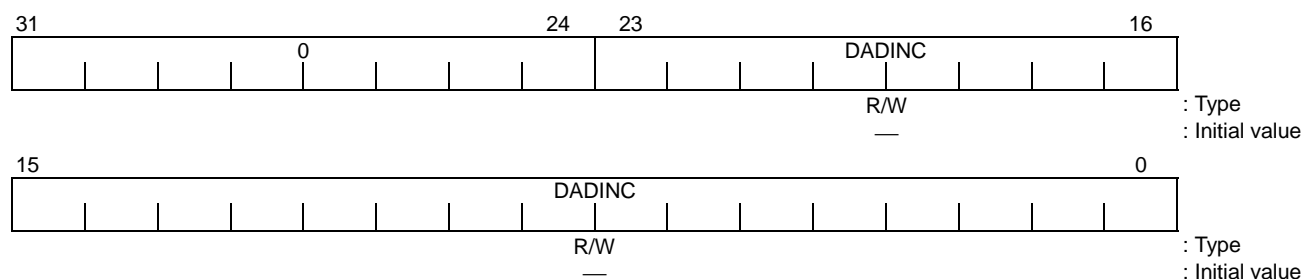 31 24 23 16
0 DADINC
R/W : Type
— : Initial value
15 0
DADINC
R/W : Type
— : Initial value